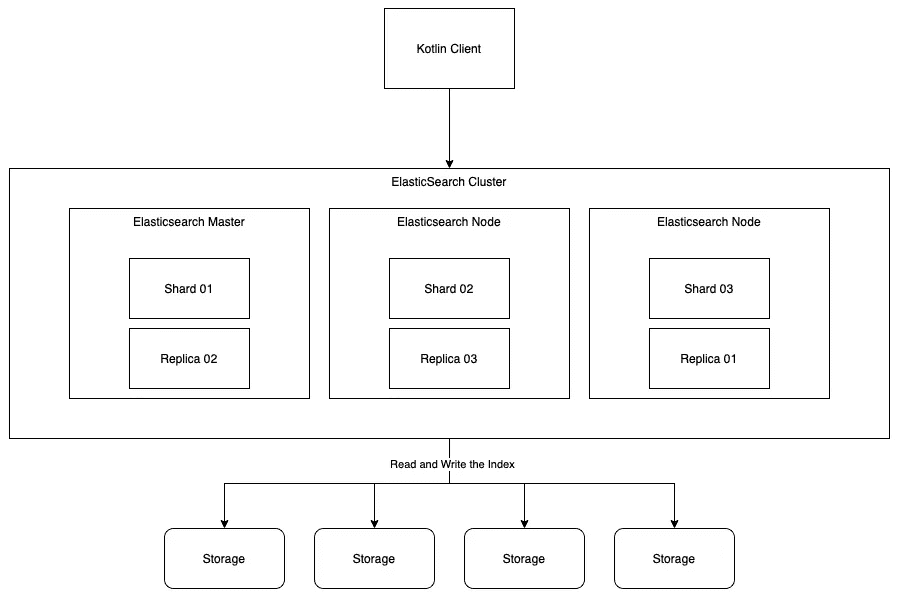 Kotlin Client
ElasticSearch Cluster
Elasticsearch Master
Elasticsearch Node
Elasticsearch Node
Shard 01
Shard 02
Shard 03
Replica 02
Replica 03
Replica 01
Read and Write the Index
Storage
Storage
Storage
Storage